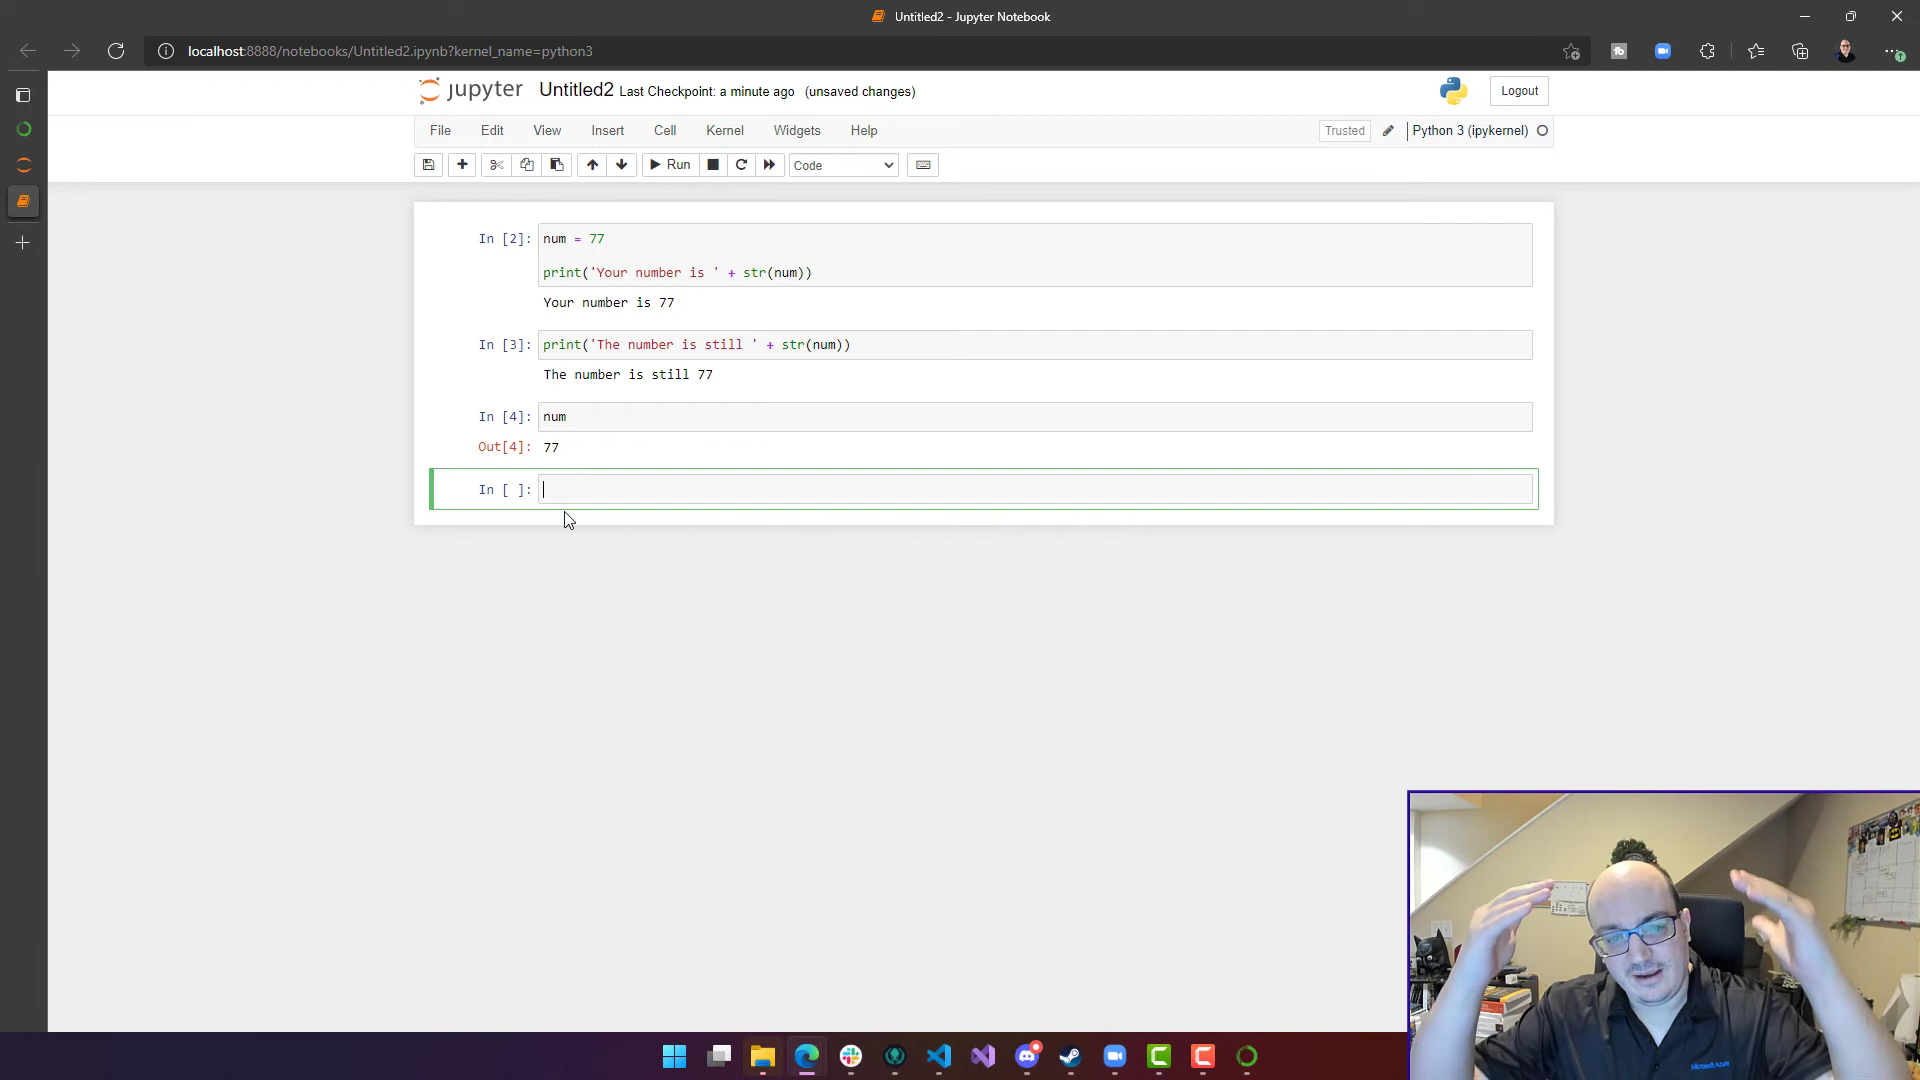 Untitled2 - Jupyter Notebook
localhost:8888/notebooks/Untitled2.ipynb?kernel_name=python3
jupyter Untitled2 Last Checkpoint: a minute ago (unsaved changes)
Logout
File Edit View Insert Cell Kernel Widgets Help
Trusted Python 3 (ipykernel)
Run Code
In [2]: num = 77
print('Your number is ' + str(num))
Your number is 77
In [3]: print('The number is still ' + str(num))
The number is still 77
In [4]: num
Out[4]: 77
In [ ]:
Microsoft Azure